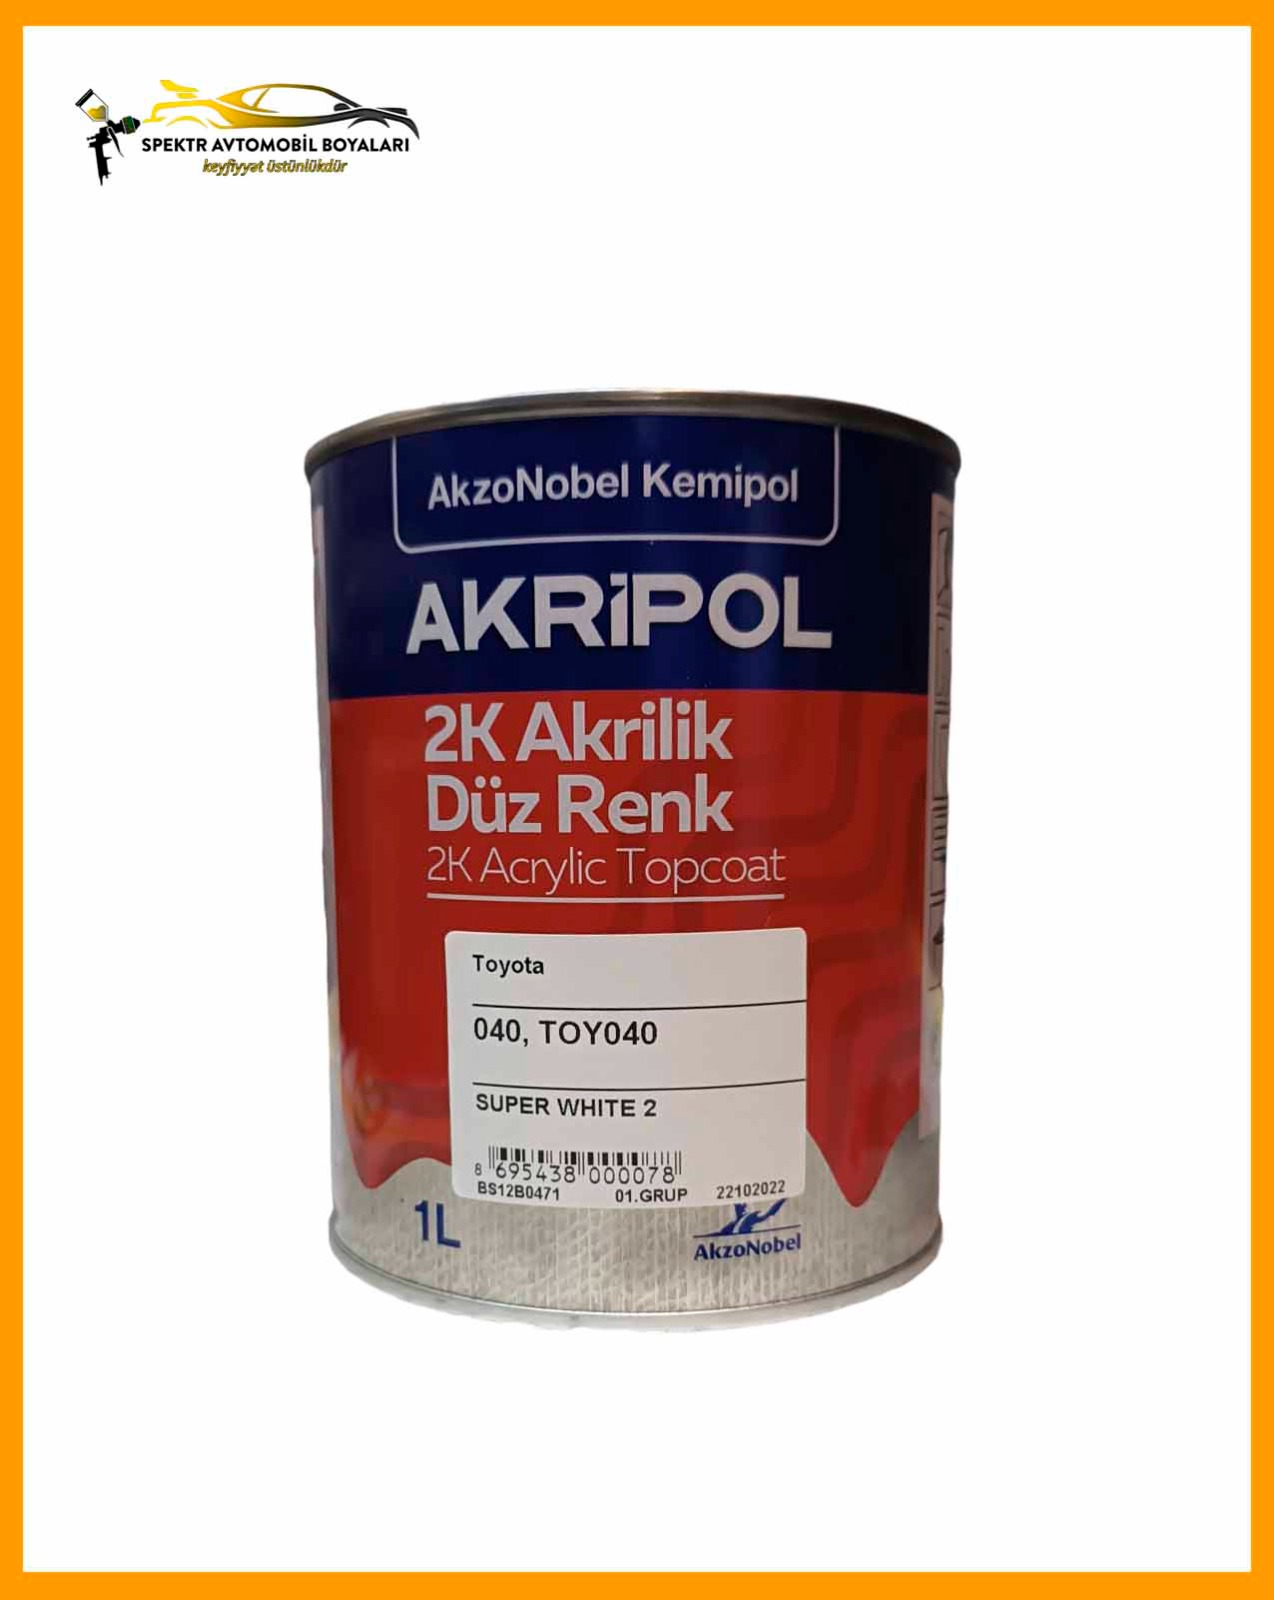 SPEKTR AVTOMOBİL BOYALARI
keyfiyyət üstünlükdür
AkzoNobel Kemipol
AKRİPOL
2K Akrilik
Düz Renk
2K Acrylic Topcoat
Toyota
040, TOY040
SUPER WHITE 2
8 695438 000078
BS12B0471 01.GRUP 22102022
1L
AkzoNobel